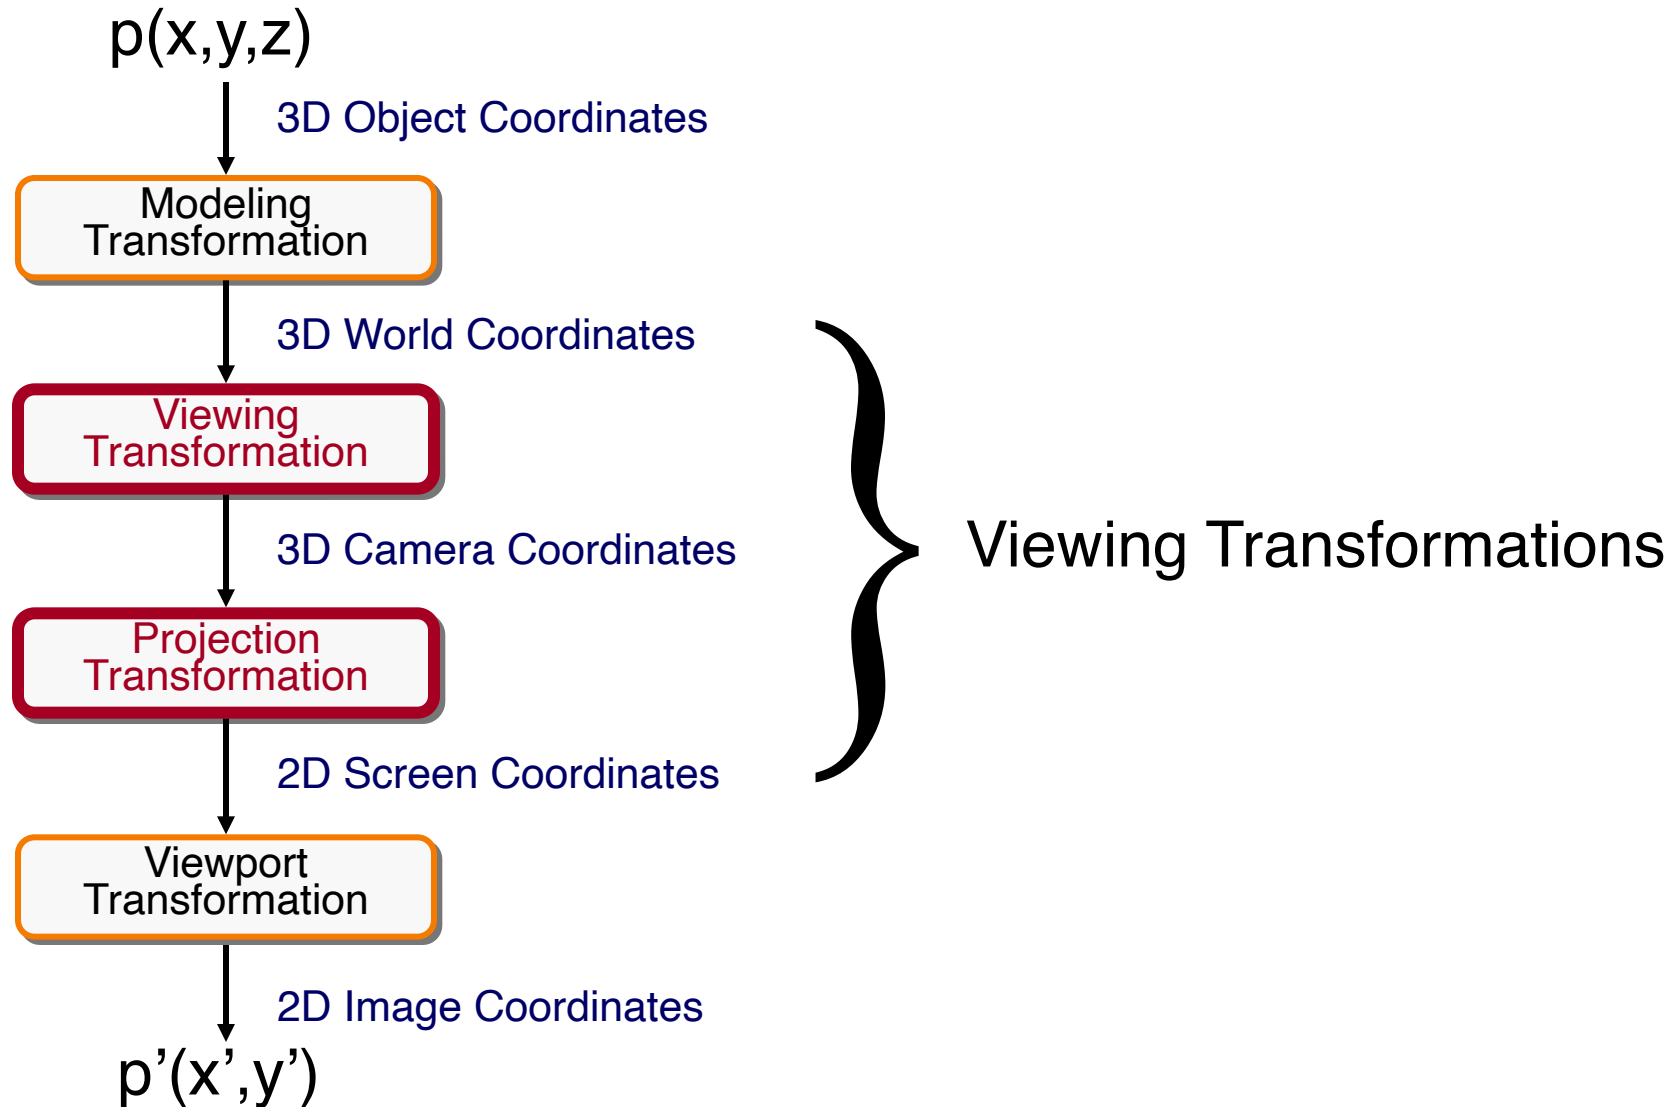 p(x,y,z)
3D Object Coordinates
Modeling
Transformation
3D World Coordinates
Viewing
Transformation
3D Camera Coordinates
Viewing Transformations
Projection
Transformation
2D Screen Coordinates
Viewport
Transformation
2D Image Coordinates
p’(x’,y’)